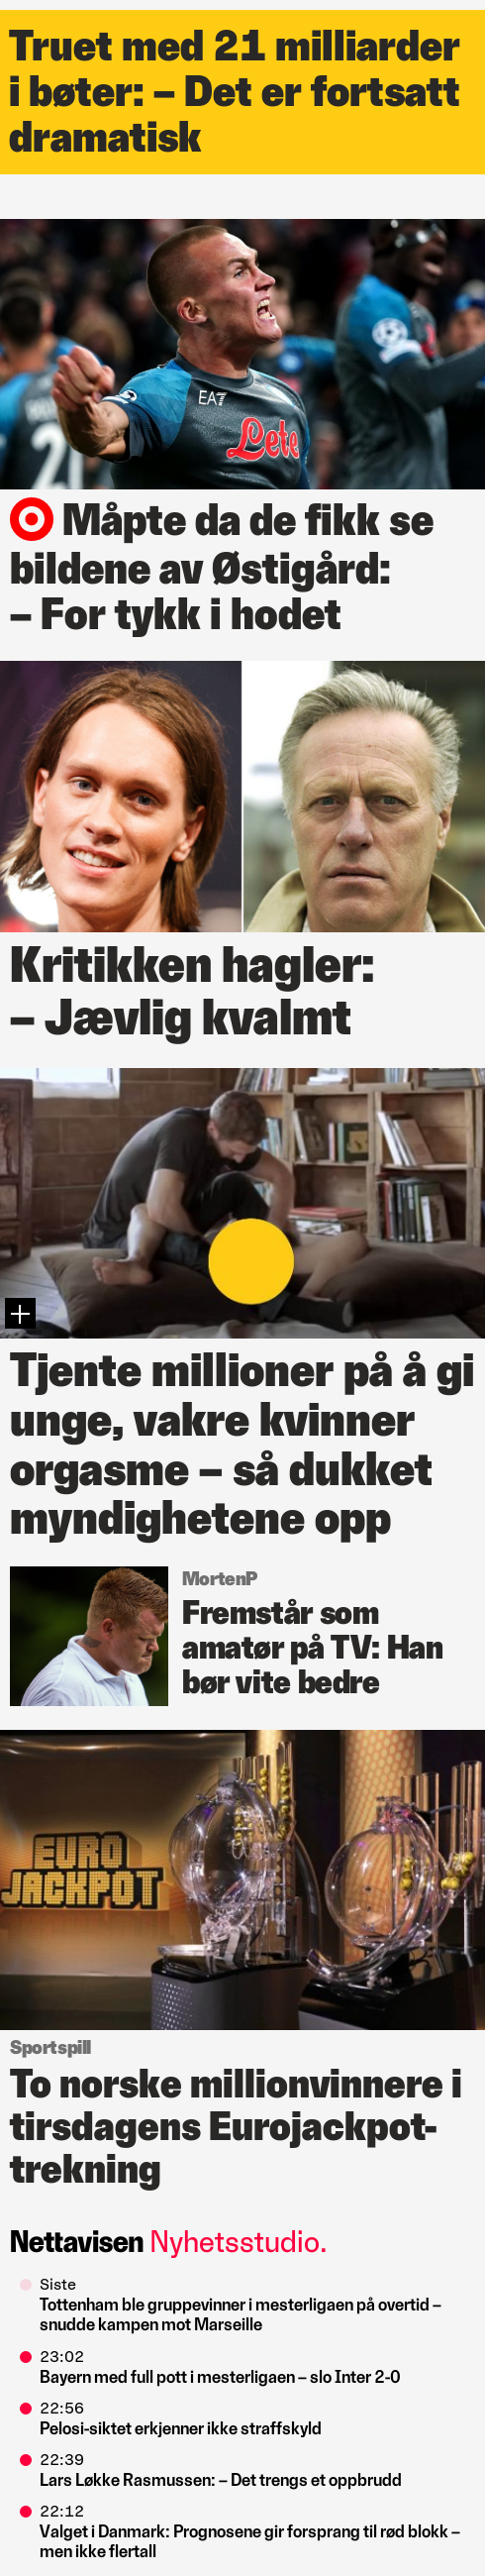 Truet med 21 milliarder
i bøter: – Det er fortsatt
dramatisk
EA7
Lete
Måpte da de fikk se
bildene av Østigård:
– For tykk i hodet
Kritikken hagler:
– Jævlig kvalmt
Tjente millioner på å gi
unge, vakre kvinner
orgasme – så dukket
myndighetene opp
MortenP
Fremstår som
amatør på TV: Han
bør vite bedre
EURO
JACKPOT
Sportspill
To norske millionvinnere i
tirsdagens Eurojackpot-
trekning
Nettavisen Nyhetsstudio.
Siste
Tottenham ble gruppevinner i mesterligaen på overtid –
snudde kampen mot Marseille
23:02
Bayern med full pott i mesterligaen – slo Inter 2-0
22:56
Pelosi-siktet erkjenner ikke straffskyld
22:39
Lars Løkke Rasmussen: – Det trengs et oppbrudd
22:12
Valget i Danmark: Prognosene gir forsprang til rød blokk –
men ikke flertall